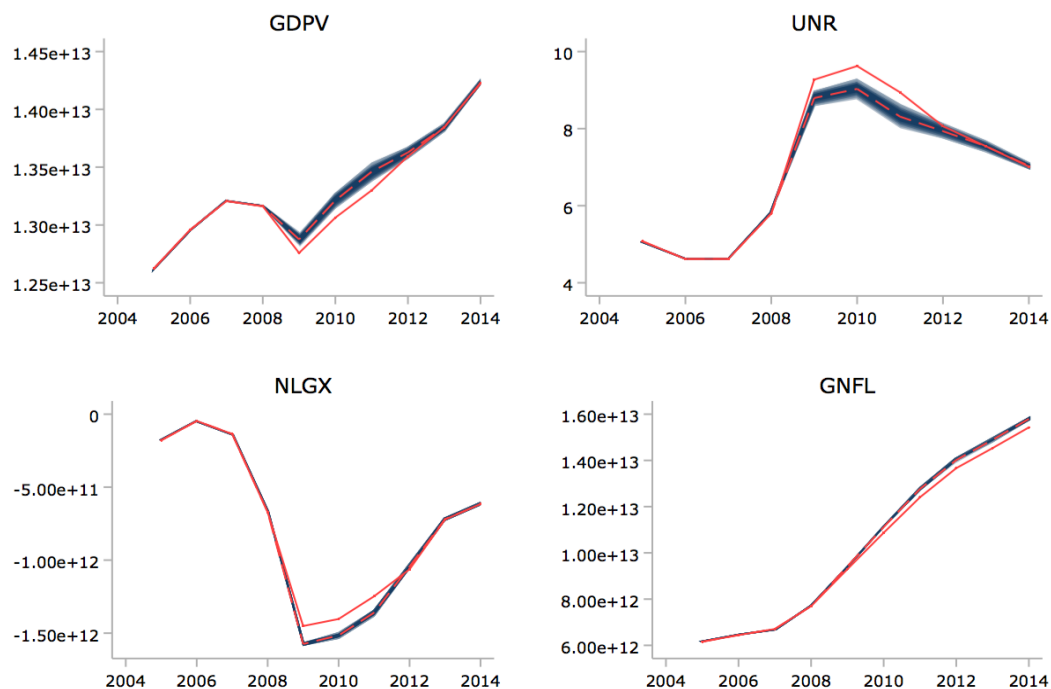 GDPV
1.45e+13
1.40e+13
1.35e+13
1.30e+13
1.25e+13
2004 2006 2008 2010 2012 2014
UNR
10
8
6
4
2004 2006 2008 2010 2012 2014
NLGX
0
-5.00e+11
-1.00e+12
-1.50e+12
2004 2006 2008 2010 2012 2014
GNFL
1.60e+13
1.40e+13
1.20e+13
1.00e+13
8.00e+12
6.00e+12
2004 2006 2008 2010 2012 2014